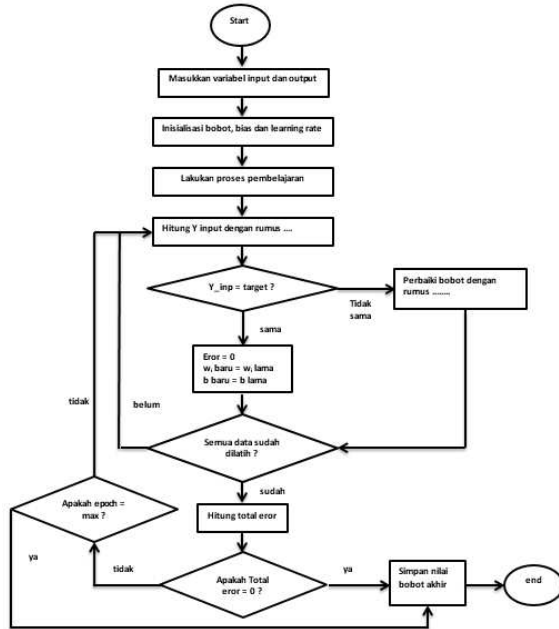 Start
Masukkan variabel input dan output
Inisialisasi bobot, bias dan learning rate
Lakukan proses pembelajaran
Hitung Y input dengan rumus ....
Y_inp = target ?
Tidak
sama
Perbaiki bobot dengan
rumus ........
sama
Eror = 0
wᵢ baru = wᵢ lama
b baru = b lama
tidak
belum
Semua data sudah
dilatih ?
sudah
Apakah epoch =
max ?
Hitung total eror
ya
tidak
Apakah Total
eror = 0 ?
ya
Simpan nilai
bobot akhir
end